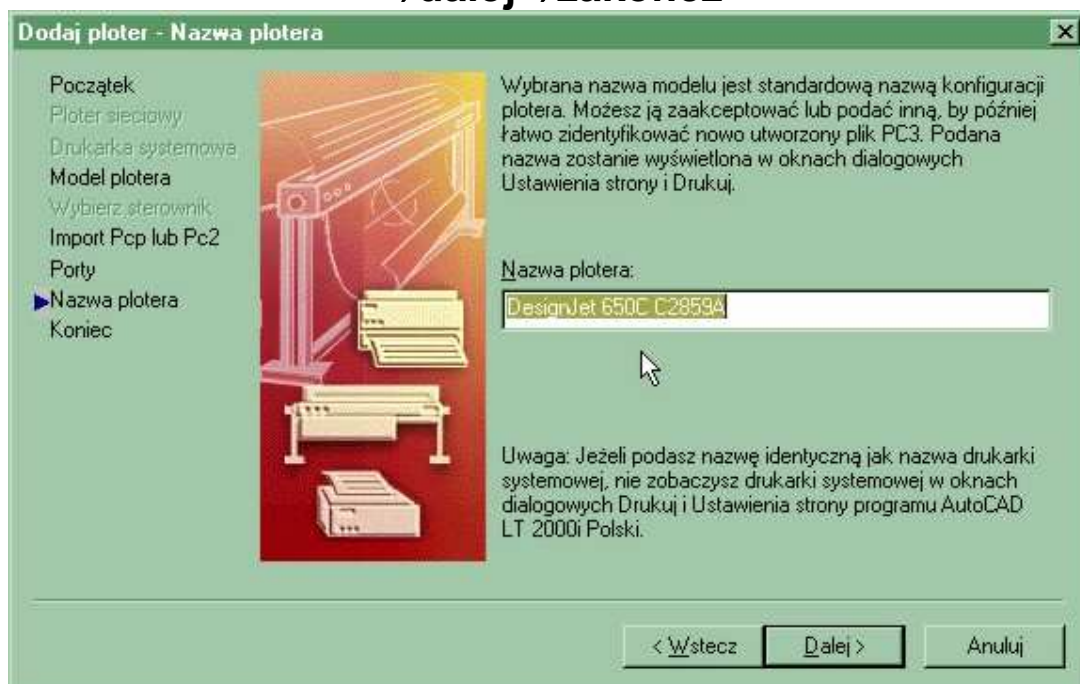 Dodaj ploter - Nazwa plotera
Początek
Ploter sieciowy
Drukarka systemowa
Model plotera
Wybierz sterownik
Import Pcp lub Pc2
Porty
Nazwa plotera
Koniec
Wybrana nazwa modelu jest standardową nazwą konfiguracji
plotera. Możesz ją zaakceptować lub podać inną, by później
łatwo zidentyfikować nowo utworzony plik PC3. Podana
nazwa zostanie wyświetlona w oknach dialogowych
Ustawienia strony i Drukuj.
Nazwa plotera:
DesignJet 650C C2859A
Uwaga: Jeżeli podasz nazwę identyczną jak nazwa drukarki
systemowej, nie zobaczysz drukarki systemowej w oknach
dialogowych Drukuj i Ustawienia strony programu AutoCAD
LT 2000i Polski.
< Wstecz
Dalej >
Anuluj